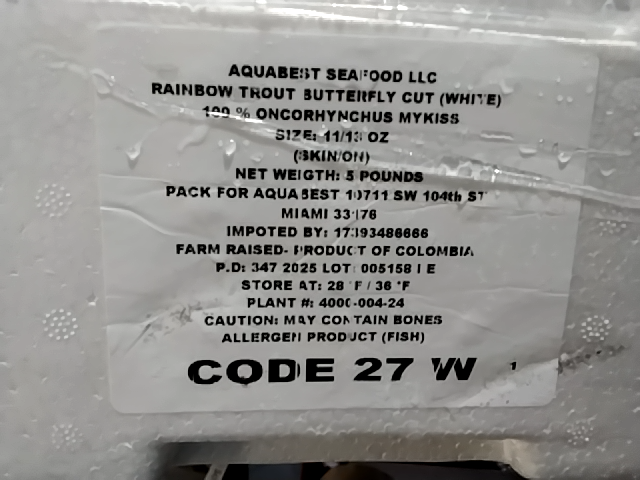 AQUABEST SEAFOOD LLC
RAINBOW TROUT BUTTERFLY CUT (WHITE)
100 % ONCORHYNCHUS MYKISS
SIZE: 11/13 OZ
(SKIN/ON)
NET WEIGTH: 5 POUNDS
PACK FOR AQUABEST 10711 SW 104th ST
MIAMI 33176
IMPOTED BY: 17393486666
FARM RAISED- PRODUCT OF COLOMBIA
P.D: 347 2025 LOT: 005158 I E
STORE AT: 28 °F / 36 °F
PLANT #: 4000-004-24
CAUTION: MAY CONTAIN BONES
ALLERGEN PRODUCT (FISH)
CODE 27 W 1